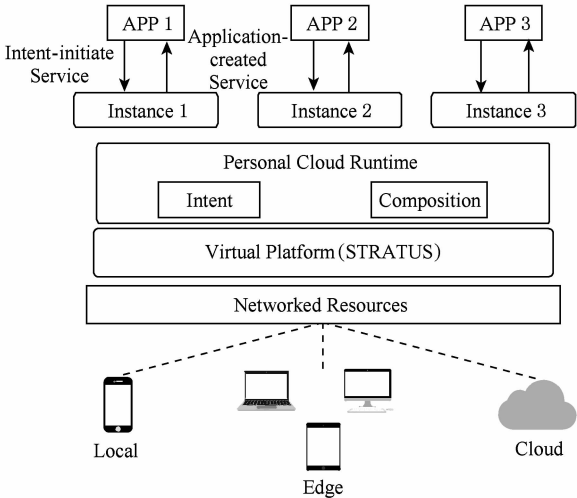 APP 1
APP 2
APP 3
Intent-initiate
Service
Application-
created
Service
Instance 1
Instance 2
Instance 3
Personal Cloud Runtime
Intent
Composition
Virtual Platform(STRATUS)
Networked Resources
Local
Edge
Cloud